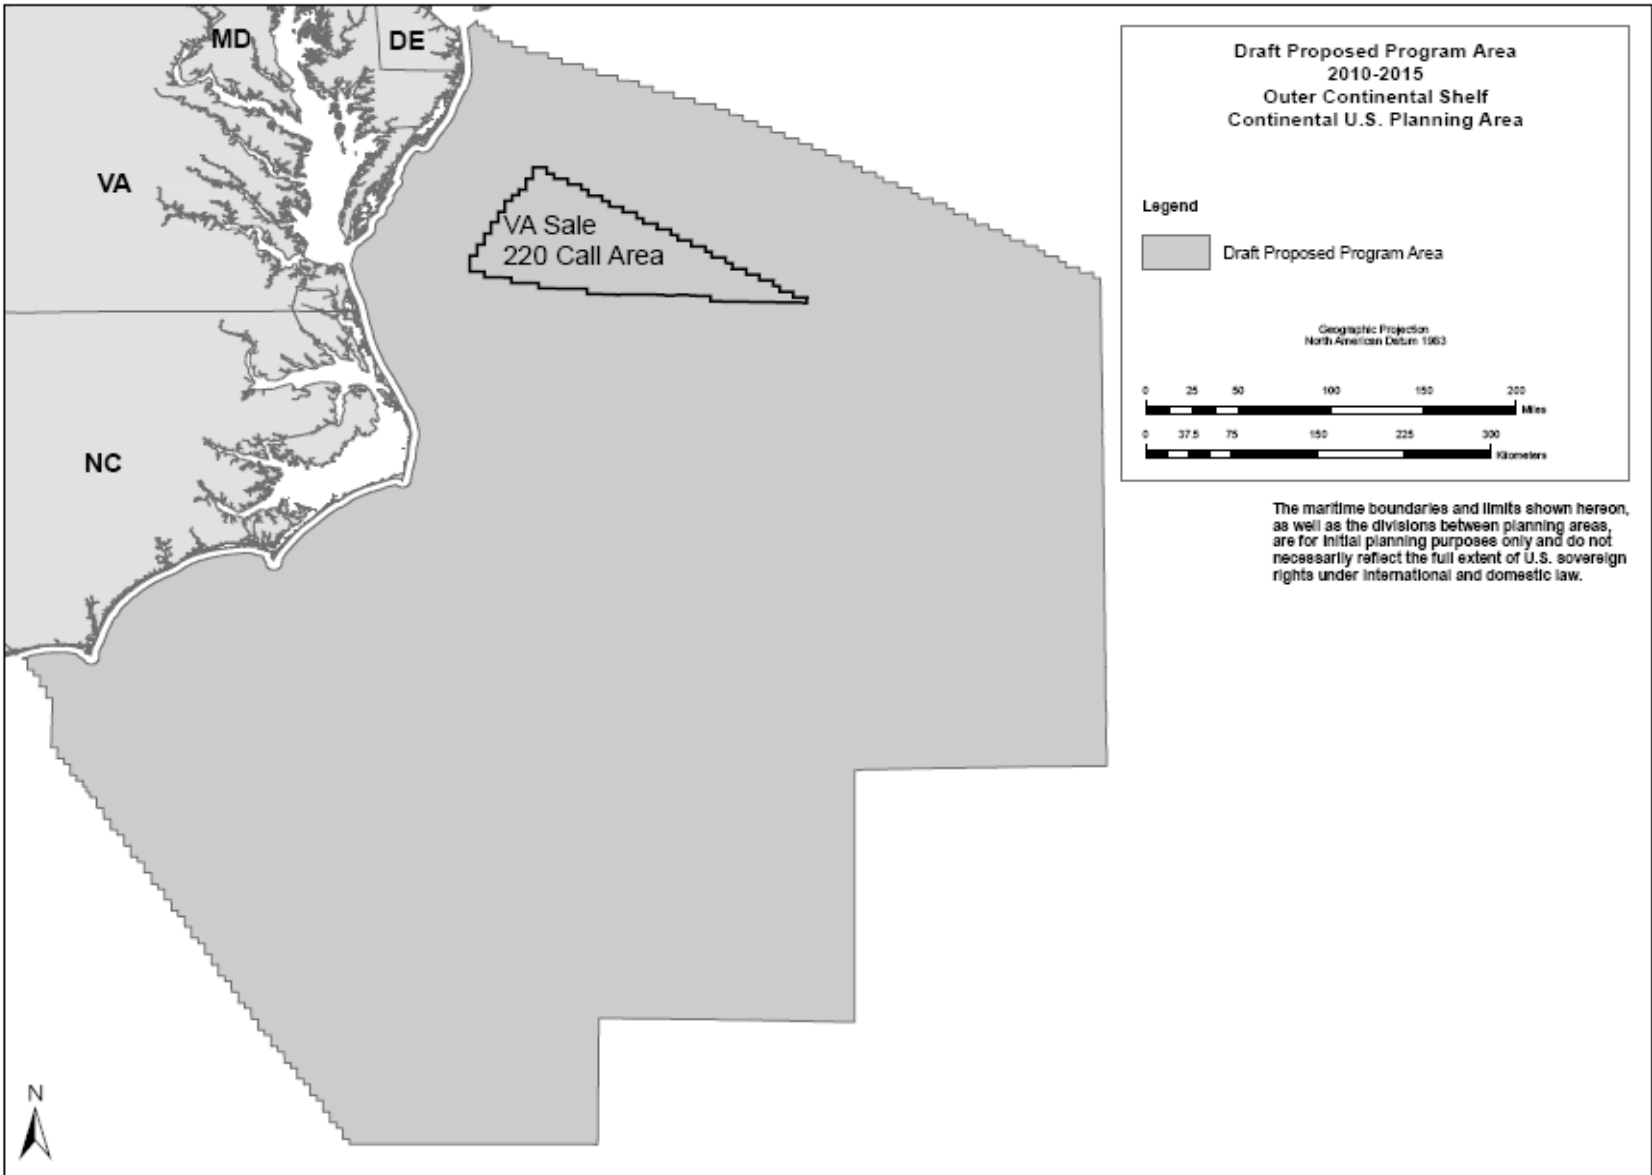 MD
DE
VA
NC
VA Sale
220 Call Area
Draft Proposed Program Area
2010-2015
Outer Continental Shelf
Continental U.S. Planning Area
Legend
Draft Proposed Program Area
Geographic Projection
North American Datum 1983
0 25 50 100 150 200
Miles
0 37.5 75 150 225 300
Kilometers
The maritime boundaries and limits shown hereon,
as well as the divisions between planning areas,
are for initial planning purposes only and do not
necessarily reflect the full extent of U.S. sovereign
rights under international and domestic law.
N